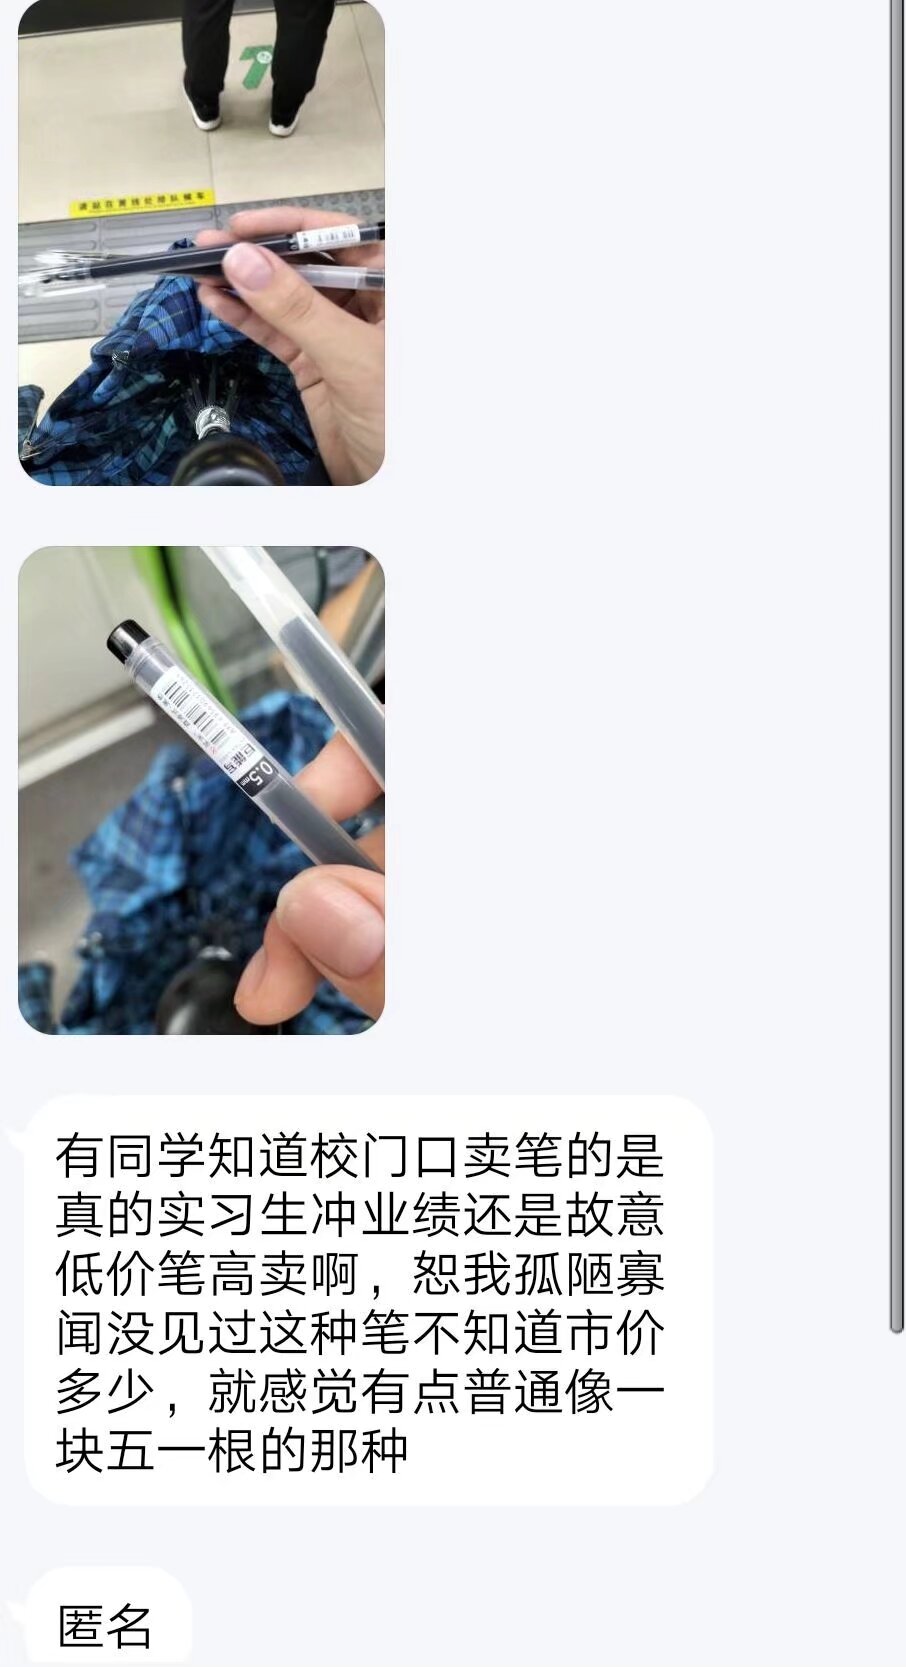 请站在黄线处排队候车
巨能写
0.5mm
有同学知道校门口卖笔的是
真的实习生冲业绩还是故意
低价笔高卖啊，恕我孤陋寡
闻没见过这种笔不知道市价
多少，就感觉有点普通像一
块五一根的那种
匿名